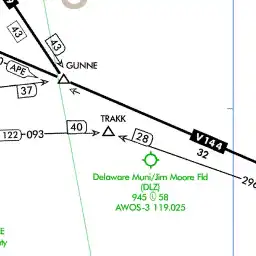 43
43
GUNNE
APE
37
122
-093
40
TRAKK
28
V144
32
296
Delaware Muni/Jim Moore Fld
(DLZ)
945 58
AWOS-3 119.025
E
ty